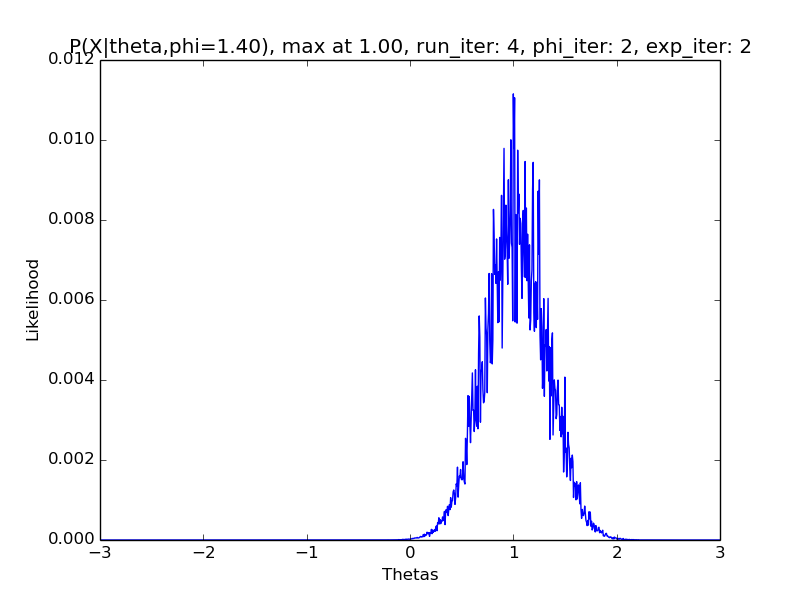 P(X|theta,phi=1.40), max at 1.00, run_iter: 4, phi_iter: 2, exp_iter: 2
0.012
0.010
0.008
0.006
0.004
0.002
0.000
Likelihood
−3 −2 −1 0 1 2 3
Thetas